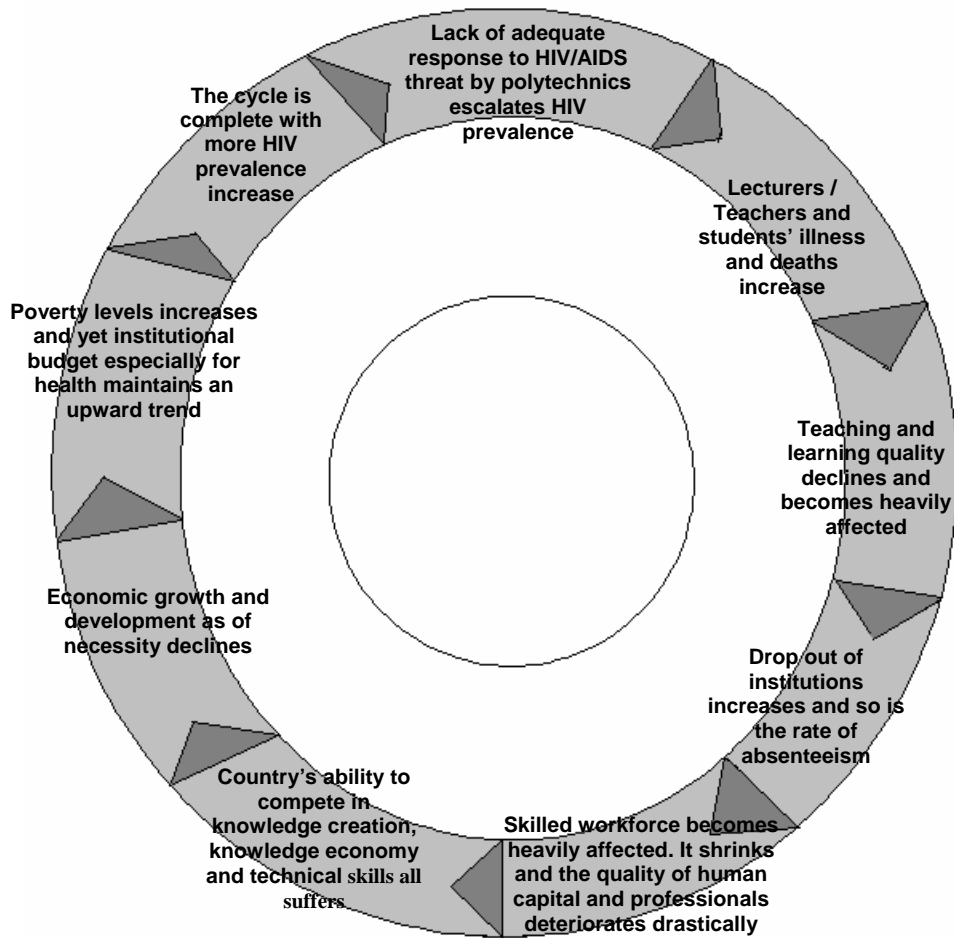 Lack of adequate
response to HIV/AIDS
threat by polytechnics
escalates HIV
prevalence
Lecturers /
Teachers and
students' illness
and deaths
increase
Teaching and
learning quality
declines and
becomes heavily
affected
Drop out of
institutions
increases and so is
the rate of
absenteeism
Skilled workforce becomes
heavily affected. It shrinks
and the quality of human
capital and professionals
deteriorates drastically
Country's ability to
compete in
knowledge creation,
knowledge economy
and technical skills all
suffers
Economic growth and
development as of
necessity declines
Poverty levels increases
and yet institutional
budget especially for
health maintains an
upward trend
The cycle is
complete with
more HIV
prevalence
increase